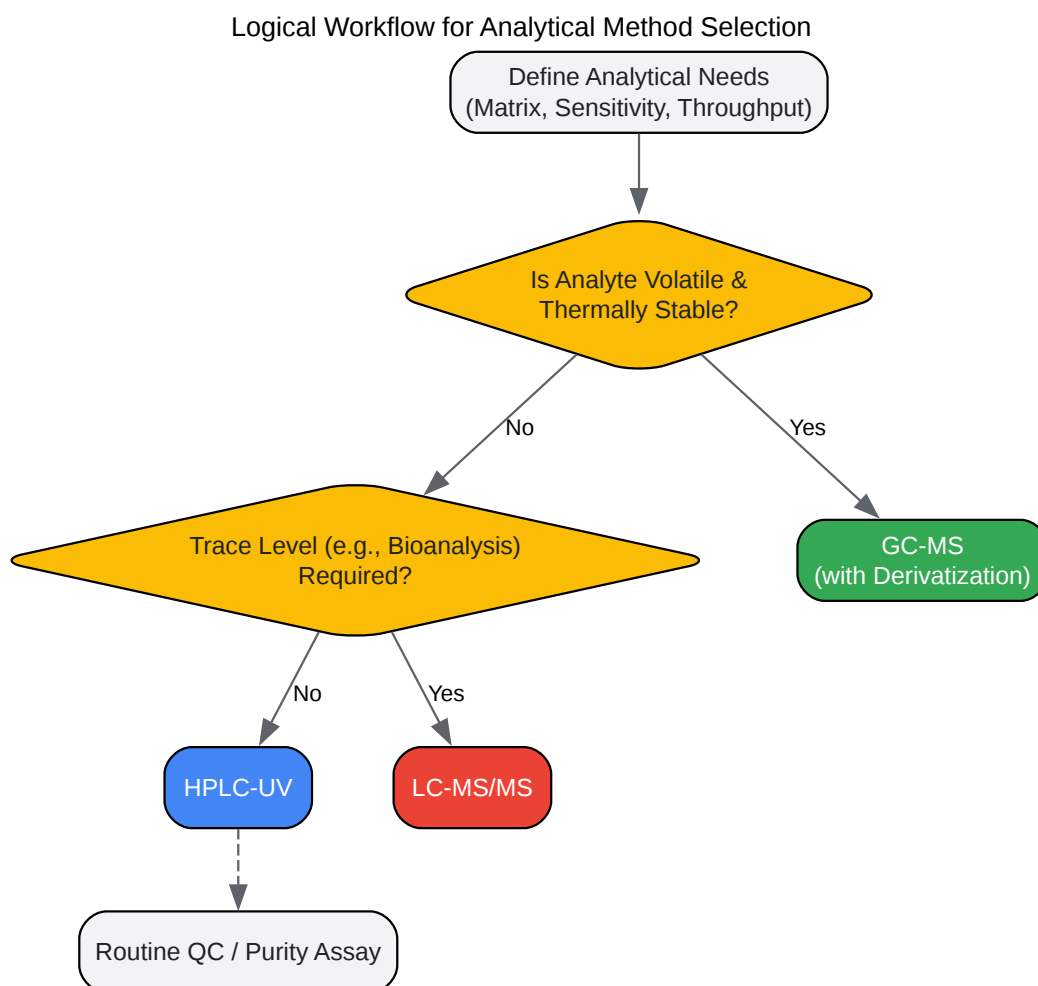 Logical Workflow for Analytical Method Selection
Define Analytical Needs
(Matrix, Sensitivity, Throughput)
Is Analyte Volatile &
Thermally Stable?
No
Yes
Trace Level (e.g., Bioanalysis)
Required?
GC-MS
(with Derivatization)
No
Yes
HPLC-UV
LC-MS/MS
Routine QC / Purity Assay